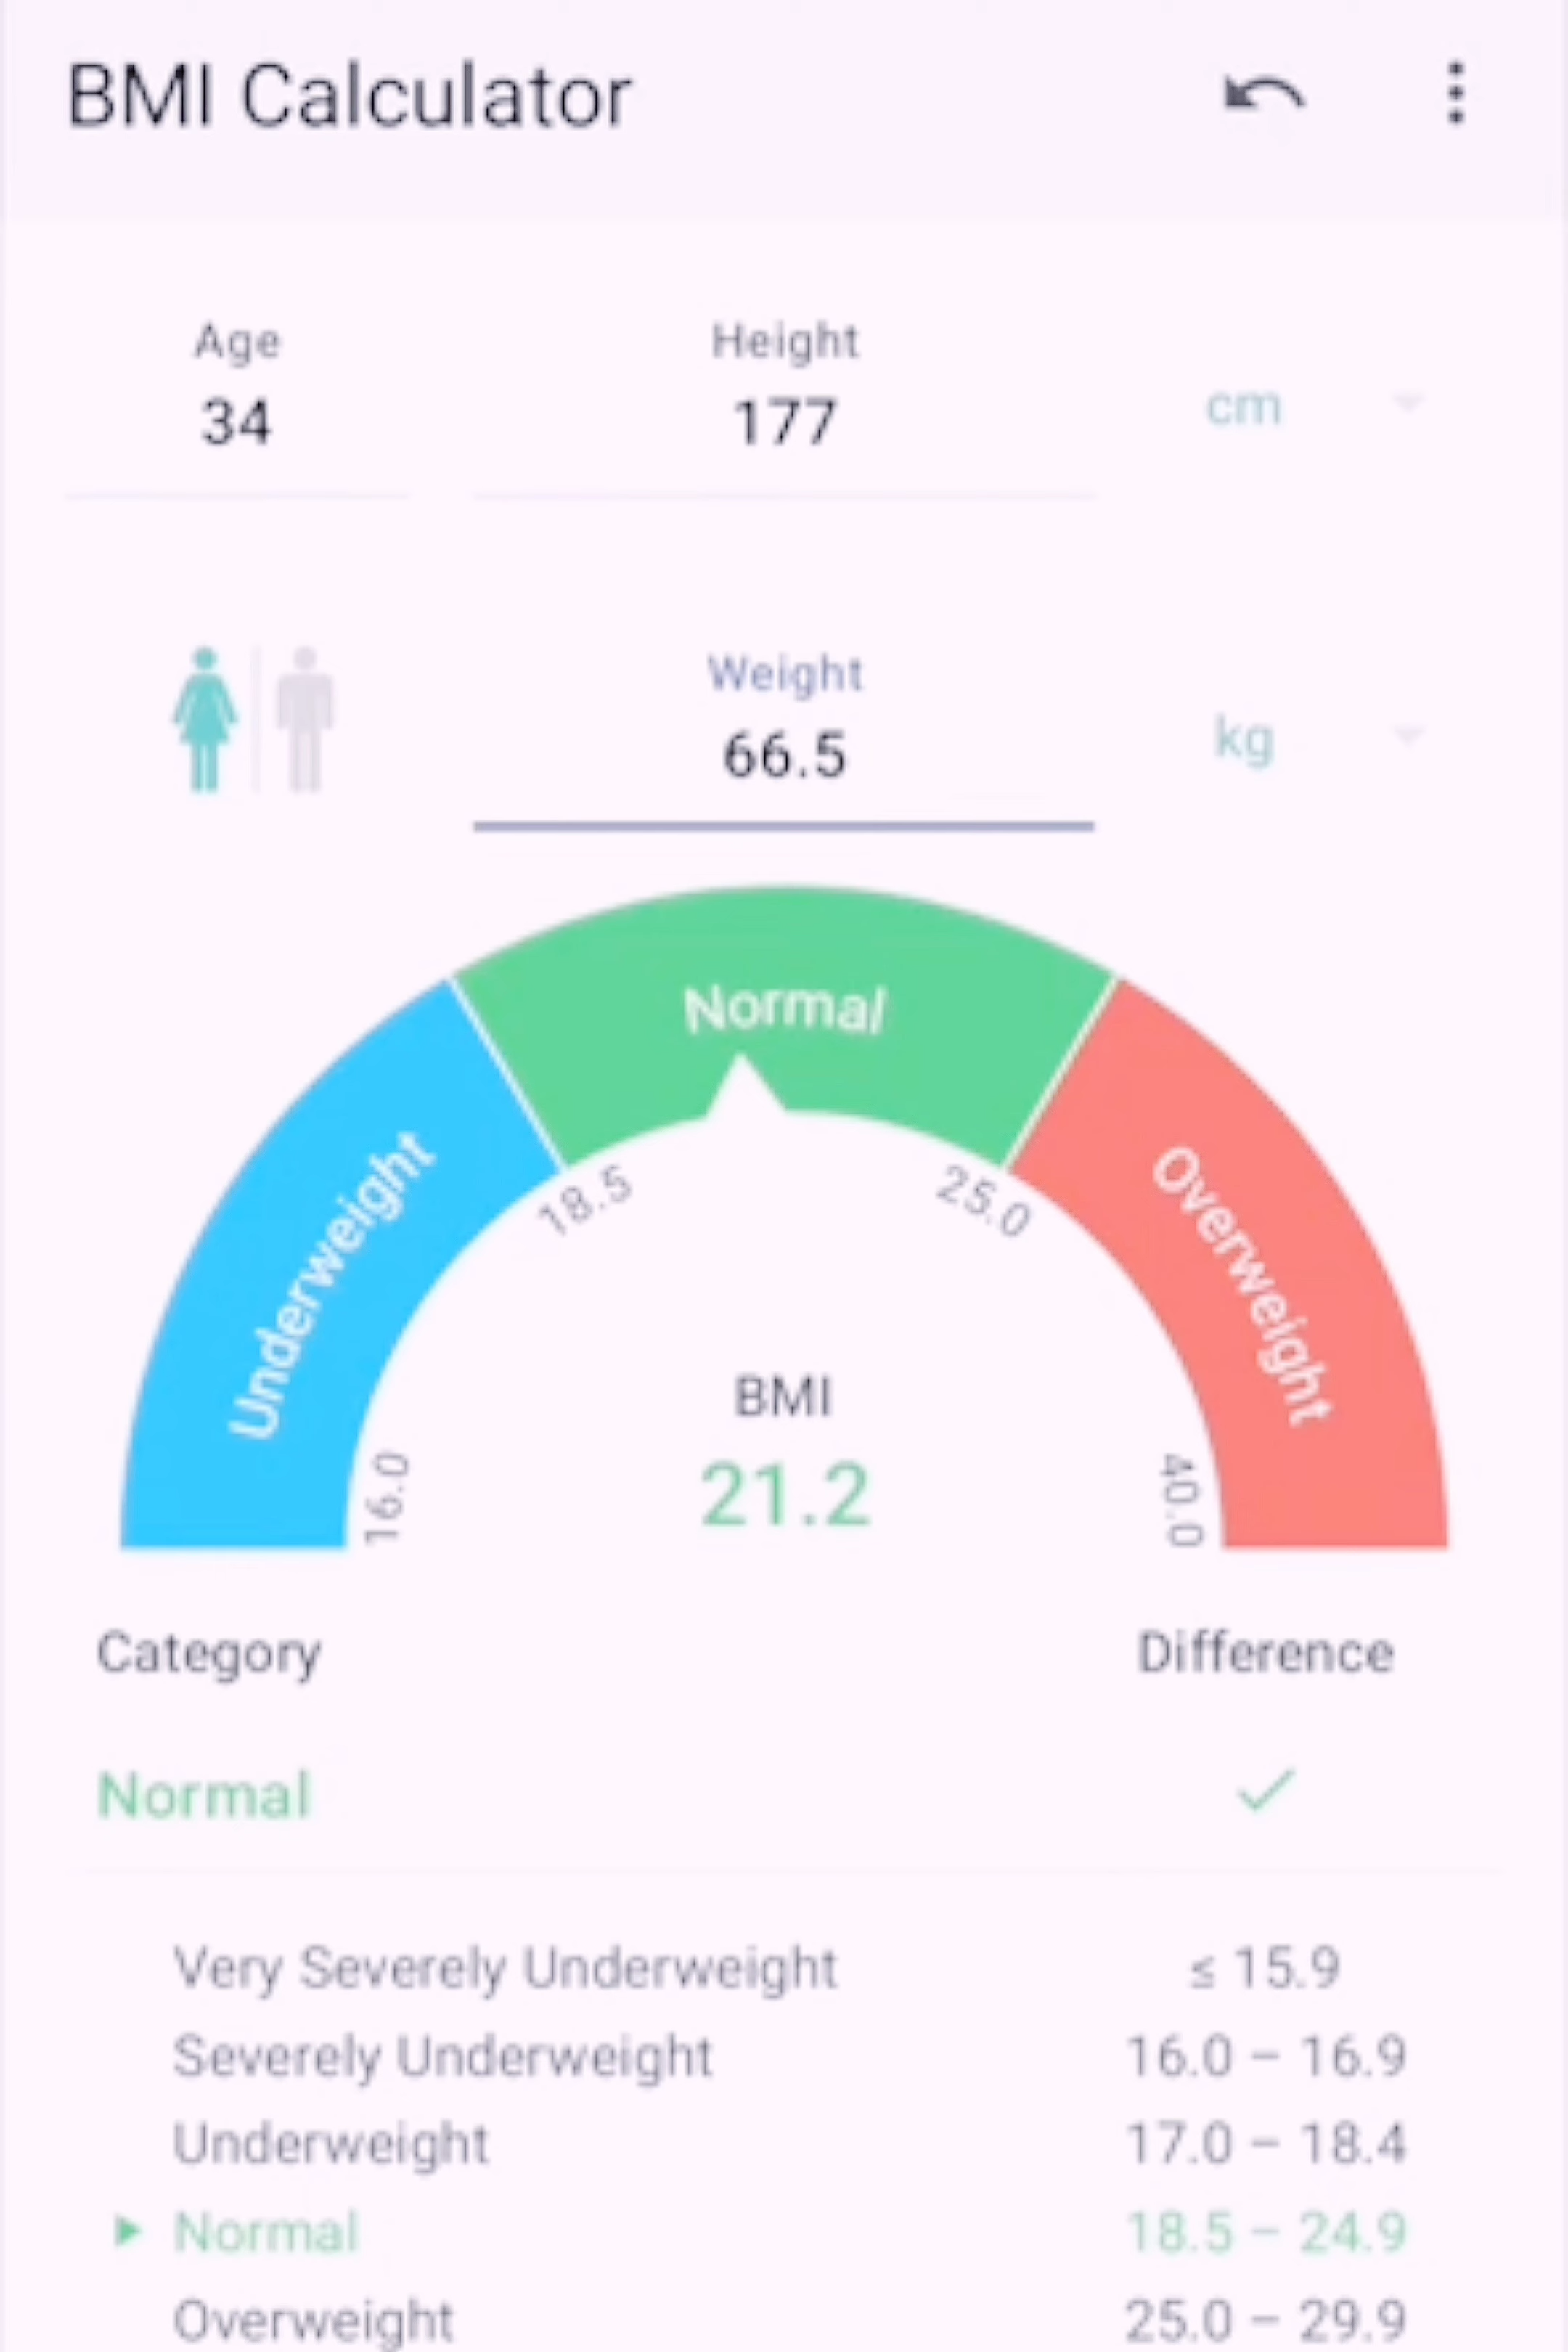 BMI Calculator
Age
Height
34
177
cm
Weight
66.5
kg
Normal
Underweight
Overweight
18.5
25.0
16.0
40.0
BMI
21.2
Category
Difference
Normal
Very Severely Underweight
≤ 15.9
Severely Underweight
16.0 – 16.9
Underweight
17.0 – 18.4
Normal
18.5 – 24.9
Overweight
25.0 – 29.9